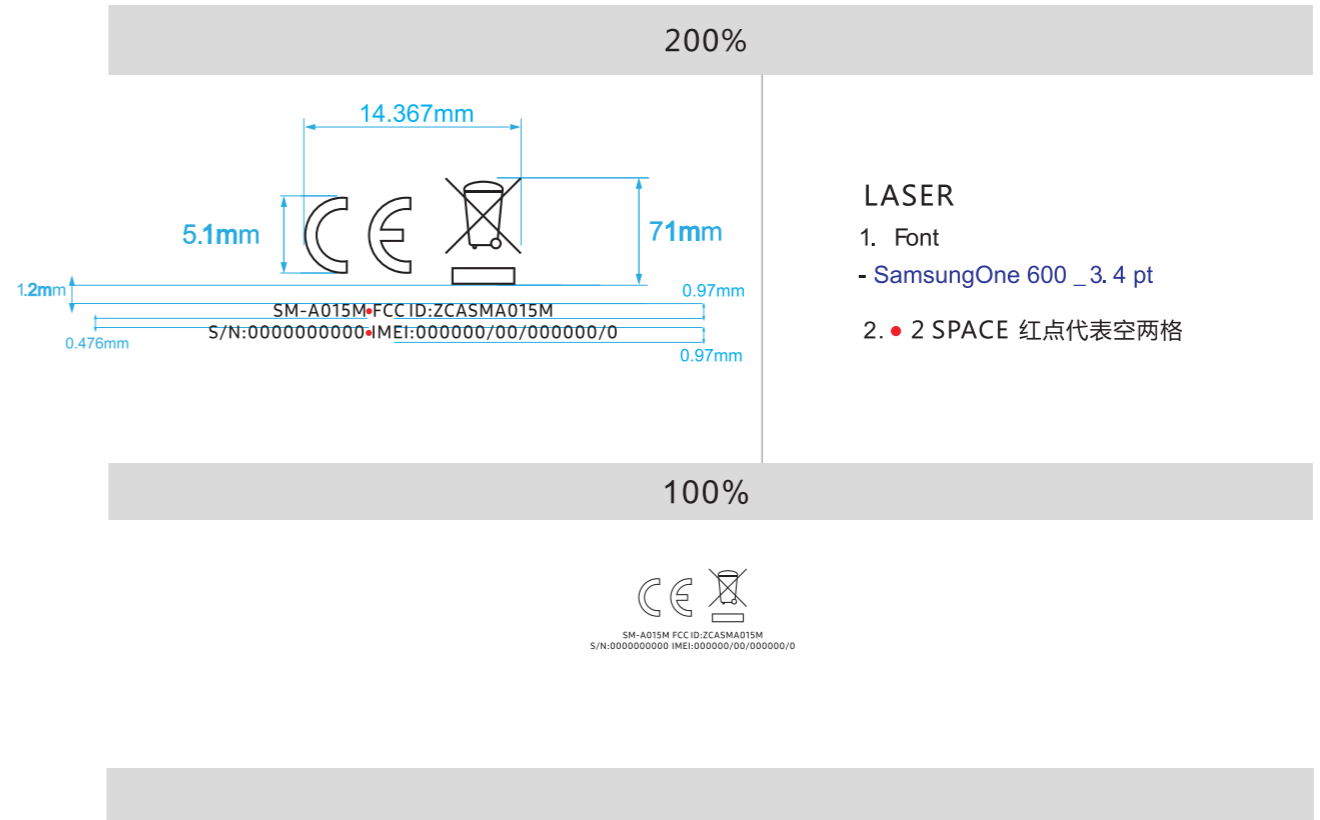 200%
14.367mm
5.1mm
71mm
1.2mm
0.97mm
SM-A015M•FCC ID:ZCASMA015M
S/N:0000000000•IMEI:000000/00/000000/0
0.476mm
0.97mm
LASER
1. Font
- SamsungOne 600 _ 3. 4 pt
2. • 2 SPACE 红点代表空两格
100%
CE
SM-A015M FCC ID:ZCASMA015M
S/N:0000000000 IMEI:000000/00/000000/0